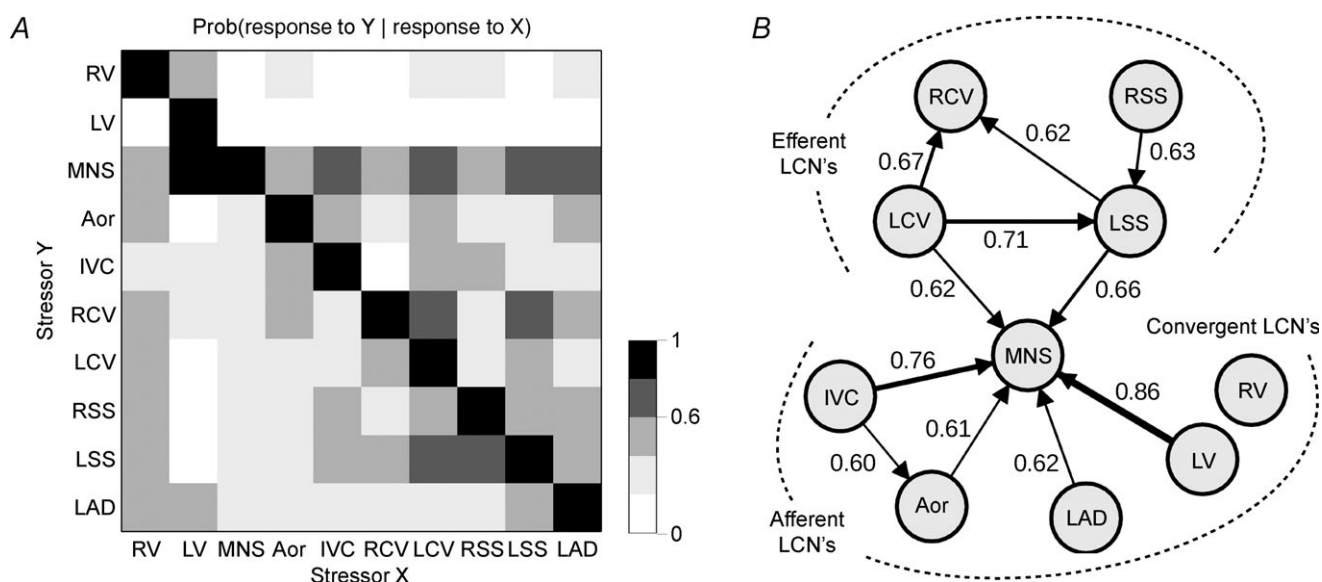 A
Prob(response to Y | response to X)
RV
LV
MNS
Aor
IVC
RCV
LCV
RSS
LSS
LAD
Stressor Y
RV LV MNS Aor IVC RCV LCV RSS LSS LAD
Stressor X
1
0.6
0
B
RCV
RSS
Efferent
LCN's
0.67
0.62
0.63
LCV
LSS
0.71
0.62
0.66
MNS
Convergent LCN's
IVC
0.76
0.86
RV
0.60
0.61
0.62
LV
Aor
LAD
Afferent
LCN's